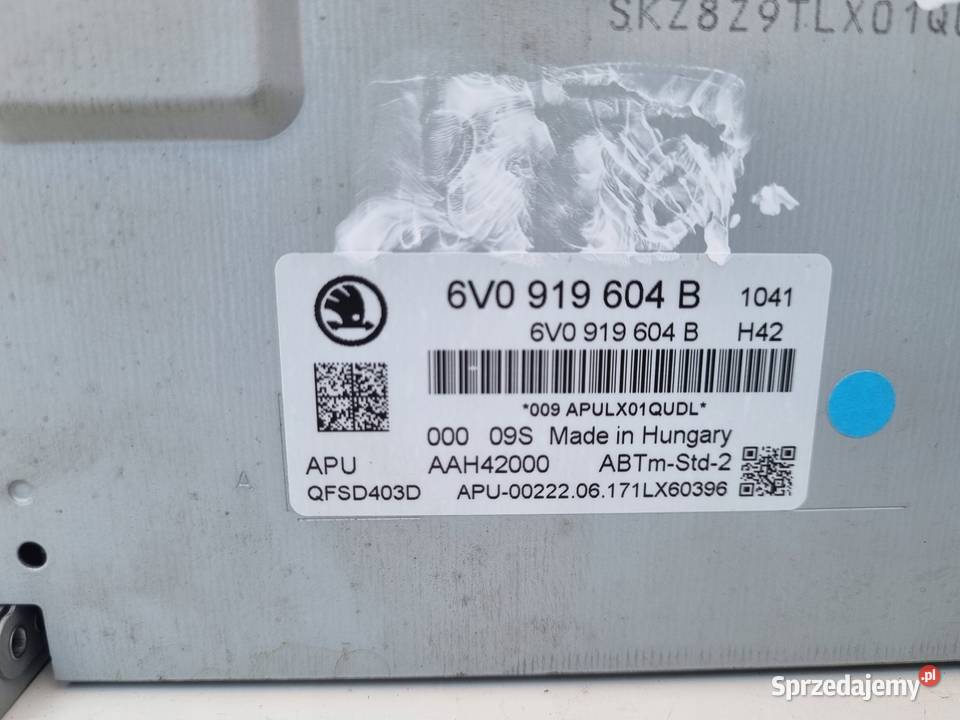 SKZ8Z9TLX01QU
6V0 919 604 B 1041
6V0 919 604 B H42
*009 APULX01QUDL*
000 09S Made in Hungary
APU AAH42000 ABTm-Std-2
QFSD403D APU-00222.06.171LX60396
A
Sprzedajemy.pl